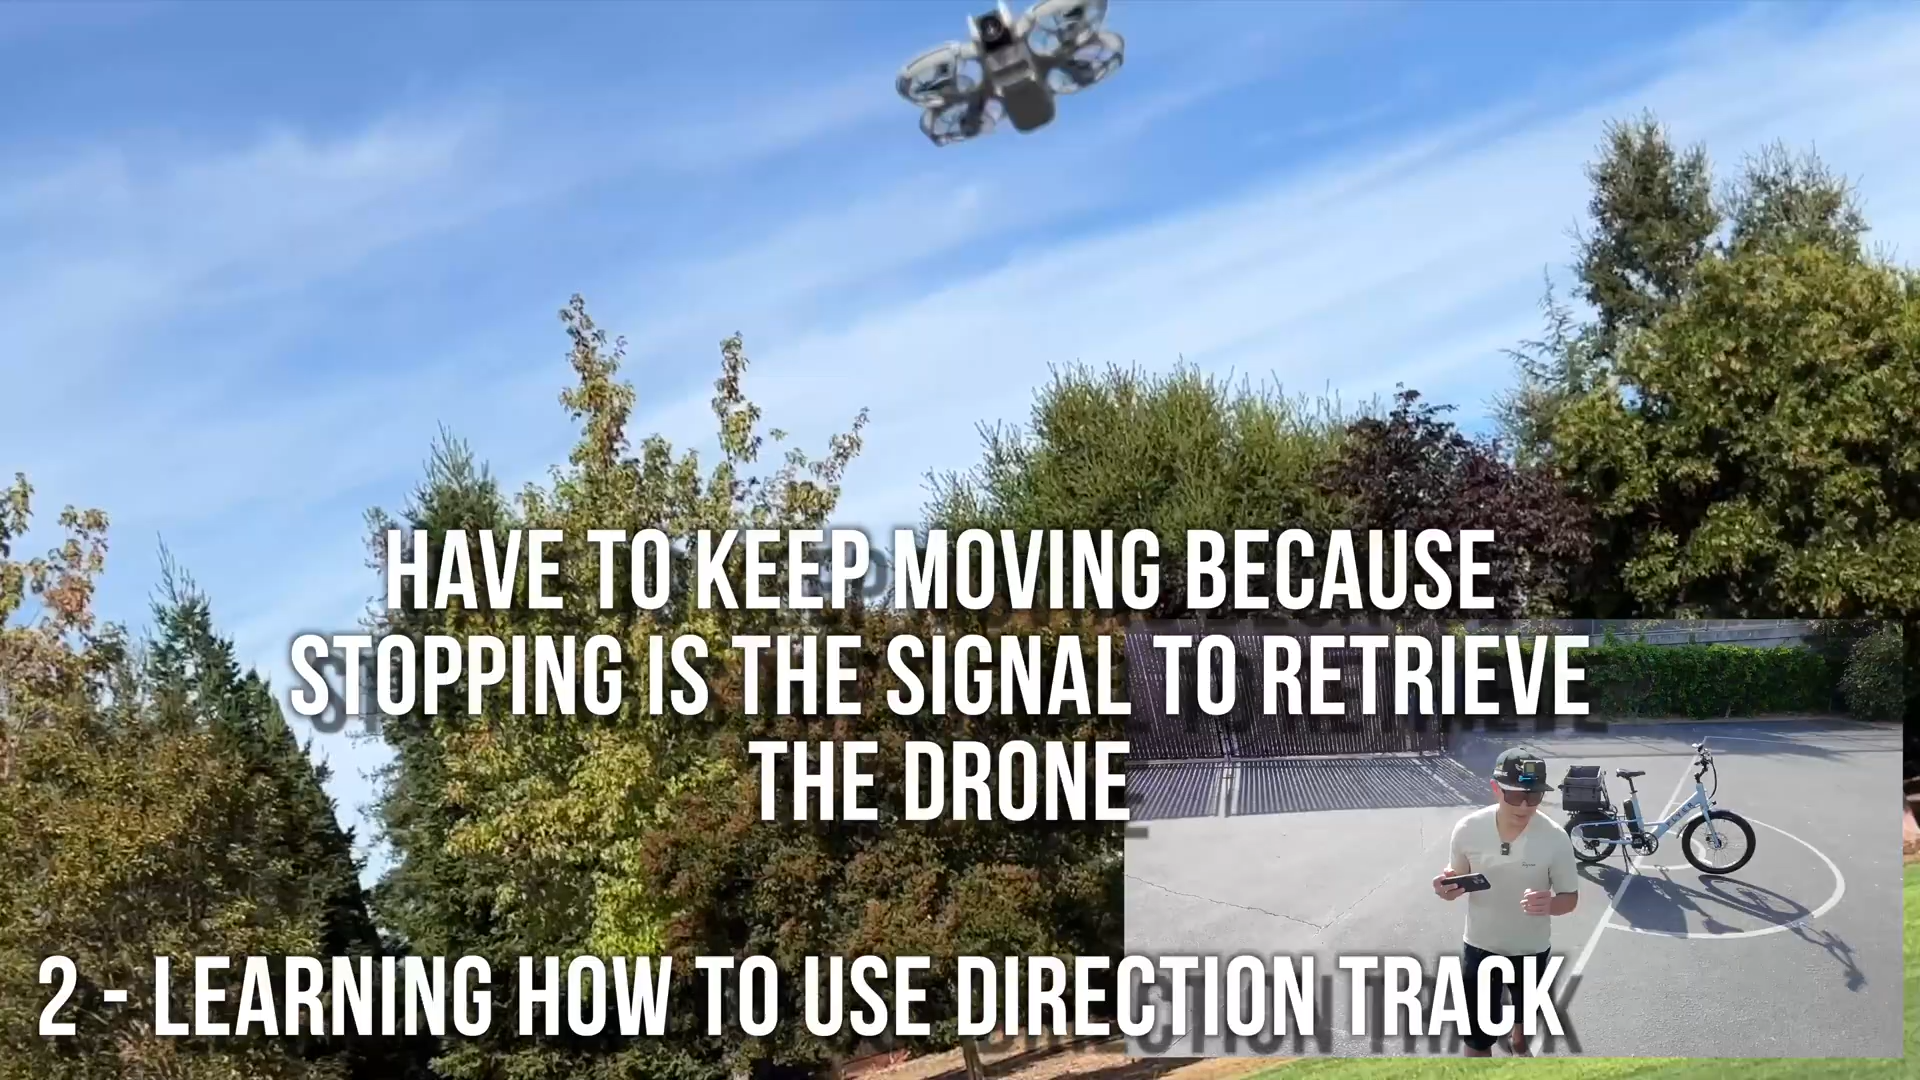 HAVE TO KEEP MOVING BECAUSE
STOPPING IS THE SIGNAL TO RETRIEVE
THE DRONE
2 - LEARNING HOW TO USE DIRECTION TRACK